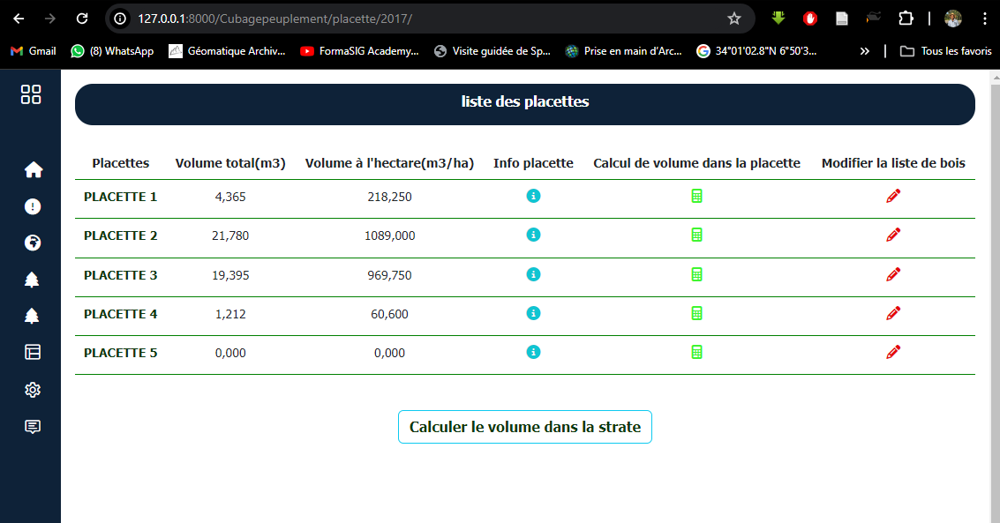 127.0.0.1:8000/Cubagepeuplement/placette/2017/
Gmail (8) WhatsApp Géomatique Archiv... FormaSIG Academy,... Visite guidée de Sp... Prise en main d'Arc... 34°01'02.8"N 6°50'3... » Tous les favoris
liste des placettes
Placettes Volume total(m3) Volume à l'hectare(m3/ha) Info placette Calcul de volume dans la placette Modifier la liste de bois
PLACETTE 1 4,365 218,250
PLACETTE 2 21,780 1089,000
PLACETTE 3 19,395 969,750
PLACETTE 4 1,212 60,600
PLACETTE 5 0,000 0,000
Calculer le volume dans la strate